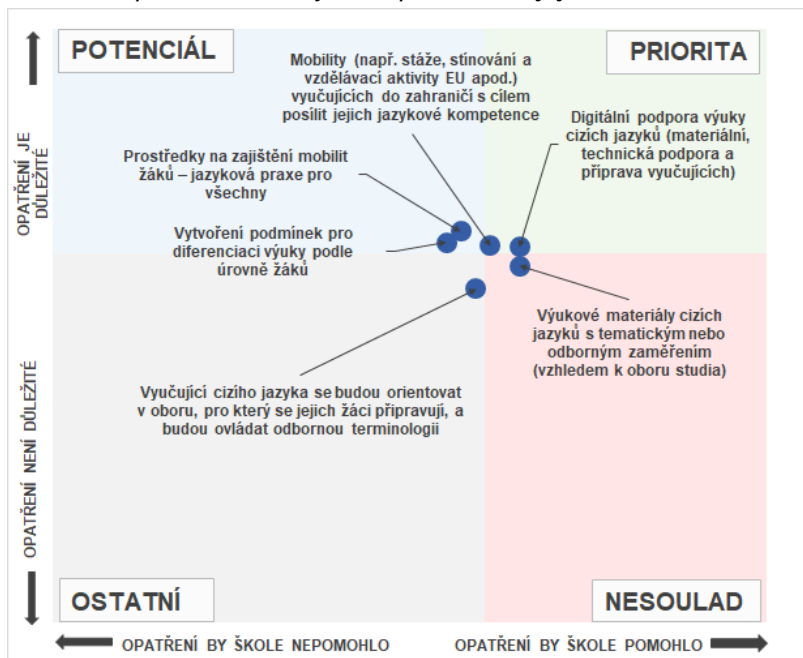 POTENCIÁL
Mobility (např. stáže, stínování a
vzdělávací aktivity EU apod.)
vyučujících do zahraničí s cílem
posílit jejich jazykové kompetence
PRIORITA
Digitální podpora výuky
cizích jazyků (materiální,
technická podpora a
příprava vyučujících)
Prostředky na zajištění mobilit
žáků – jazyková praxe pro
všechny
Vytvoření podmínek pro
diferenciaci výuky podle
úrovně žáků
Výukové materiály cizích
jazyků s tematickým nebo
odborným zaměřením
(vzhledem k oboru studia)
Vyučující cizího jazyka se budou orientovat
v oboru, pro který se jejich žáci připravují, a
budou ovládat odbornou terminologii
OPATŘENÍ JE
DŮLEŽITÉ
OPATŘENÍ NENÍ DŮLEŽITÉ
OSTATNÍ
NESOULAD
OPATŘENÍ BY ŠKOLE NEPOMOHLO
OPATŘENÍ BY ŠKOLE POMOHLO